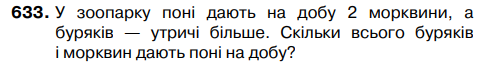 633. У зоопарку поні дають на добу 2 морквини, а
буряків — утричі більше. Скільки всього буряків
і морквин дають поні на добу?